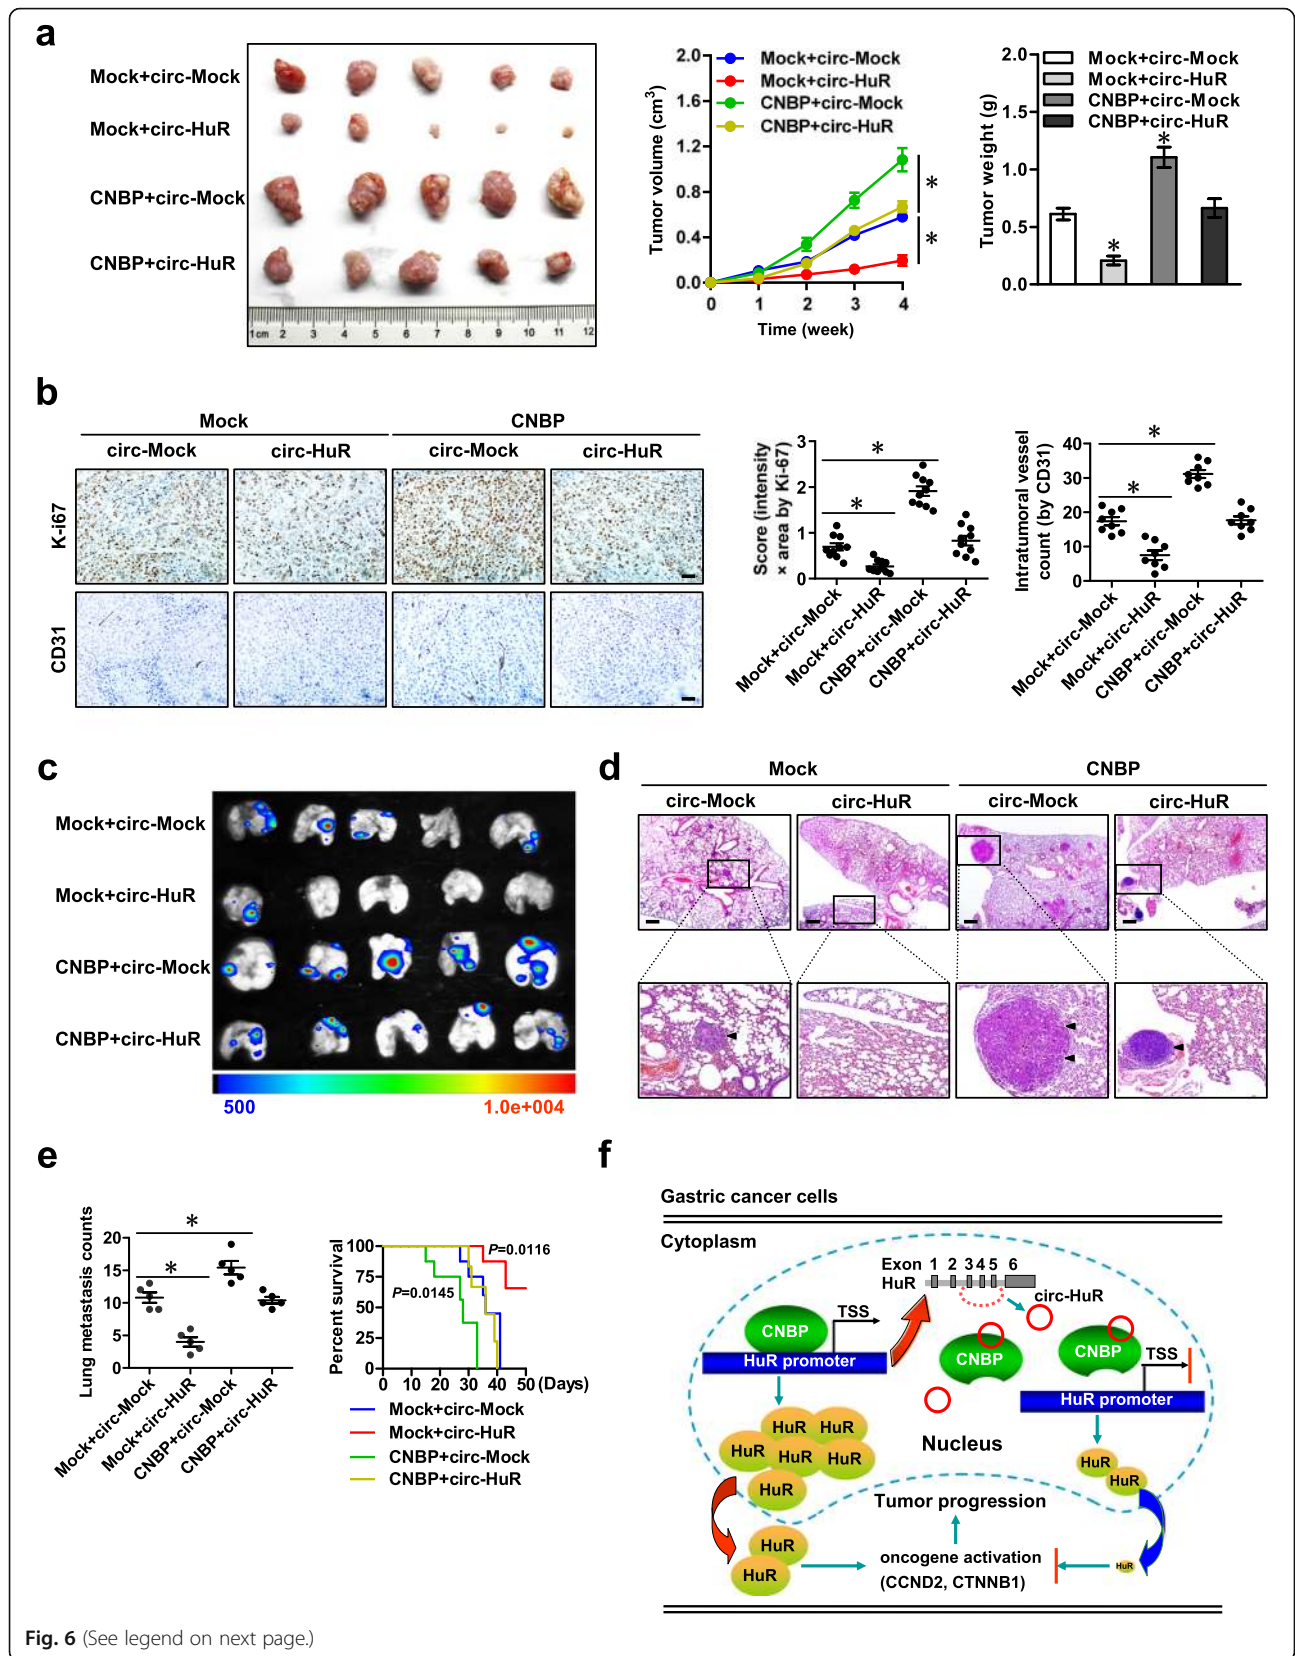 a
Mock+circ-Mock
Mock+circ-HuR
CNBP+circ-Mock
CNBP+circ-HuR
1cm 2 3 4 5 6 7 8 9 10 11 12
Tumor volume (cm3)
2.0
1.6
1.2
0.8
0.4
0.0
0 1 2 3 4
Time (week)
Mock+circ-Mock
Mock+circ-HuR
CNBP+circ-Mock
CNBP+circ-HuR
*
*
Tumor weight (g)
2.0
1.5
1.0
0.5
0.0
Mock+circ-Mock
Mock+circ-HuR
CNBP+circ-Mock
CNBP+circ-HuR
*
*
b
Mock CNBP
circ-Mock circ-HuR circ-Mock circ-HuR
K-i67
CD31
Score (intensity
× area by Ki-67)
3
2
1
0
*
*
Mock+circ-Mock
Mock+circ-HuR
CNBP+circ-Mock
CNBP+circ-HuR
Intratumoral vessel
count (by CD31)
40
30
20
10
0
*
*
Mock+circ-Mock
Mock+circ-HuR
CNBP+circ-Mock
CNBP+circ-HuR
c
Mock+circ-Mock
Mock+circ-HuR
CNBP+circ-Mock
CNBP+circ-HuR
500 1.0e+004
d
Mock CNBP
circ-Mock circ-HuR circ-Mock circ-HuR
e
Lung metastasis counts
20
15
10
5
0
*
*
Mock+circ-Mock
Mock+circ-HuR
CNBP+circ-Mock
CNBP+circ-HuR
Percent survival
100
75
50
25
0
P=0.0116
P=0.0145
0 10 20 30 40 50 (Days)
Mock+circ-Mock
Mock+circ-HuR
CNBP+circ-Mock
CNBP+circ-HuR
f
Gastric cancer cells
Cytoplasm
Exon 1 2 3 4 5 6
HuR
circ-HuR
TSS
CNBP
HuR promoter
CNBP
CNBP
TSS
HuR promoter
Nucleus
HuR HuR
HuR HuR HuR
HuR
HuR
HuR
Tumor progression
HuR
HuR
oncogene activation
(CCND2, CTNNB1)
HuR
Fig. 6 (See legend on next page.)